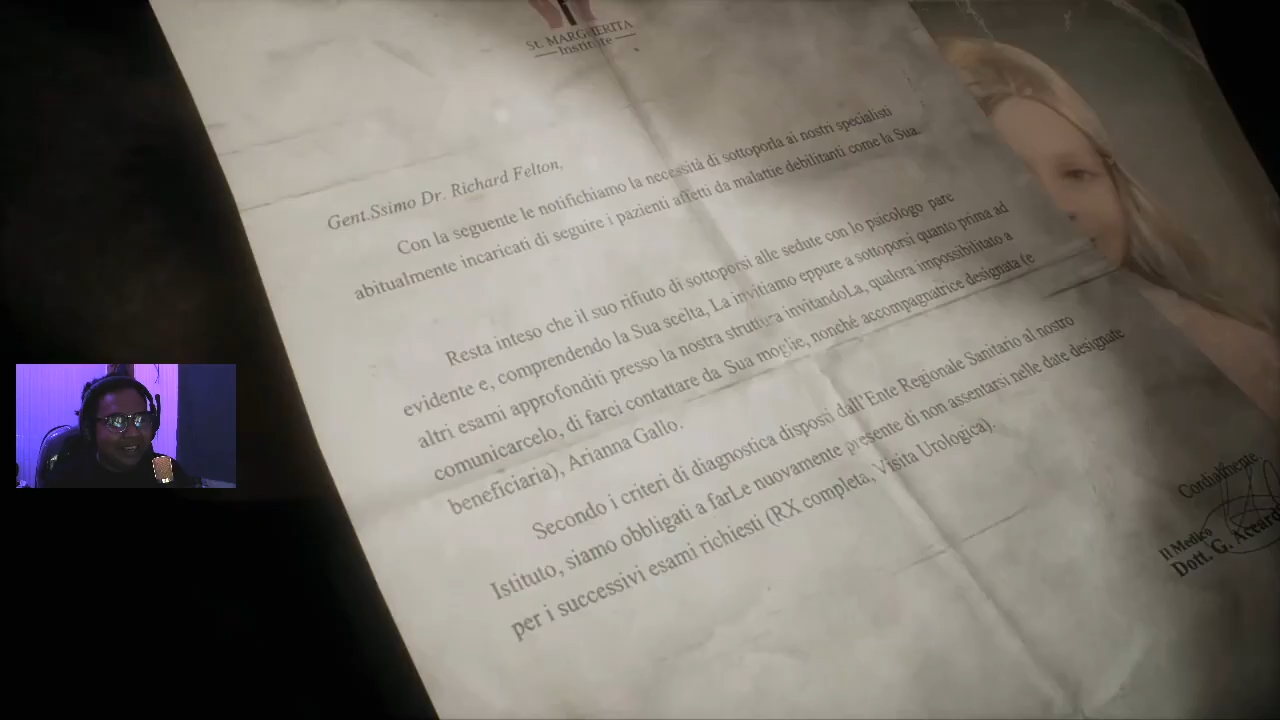 St. MARGHERITA
Institute
Gent.Ssimo Dr. Richard Felton,
Con la seguente le notifichiamo la necessità di sottoporla ai nostri specialisti
abitualmente incaricati di seguire i pazienti affetti da malattie debilitanti come la Sua.
Resta inteso che il suo rifiuto di sottoporsi alle sedute con lo psicologo pare
evidente e, comprendendo la Sua scelta, La invitiamo eppure a sottoporsi quanto prima ad
altri esami approfonditi presso la nostra struttura invitandoLa, qualora impossibilitato a
comunicarcelo, di farci contattare da Sua moglie, nonché accompagnatrice designata (e
beneficiaria), Arianna Gallo.
Secondo i criteri di diagnostica disposti dall'Ente Regionale Sanitario al nostro
Istituto, siamo obbligati a farLe nuovamente presente di non assentarsi nelle date designate
per i successivi esami richiesti (RX completa, Visita Urologica).
Cordialmente
Il Medico
Dott. G.